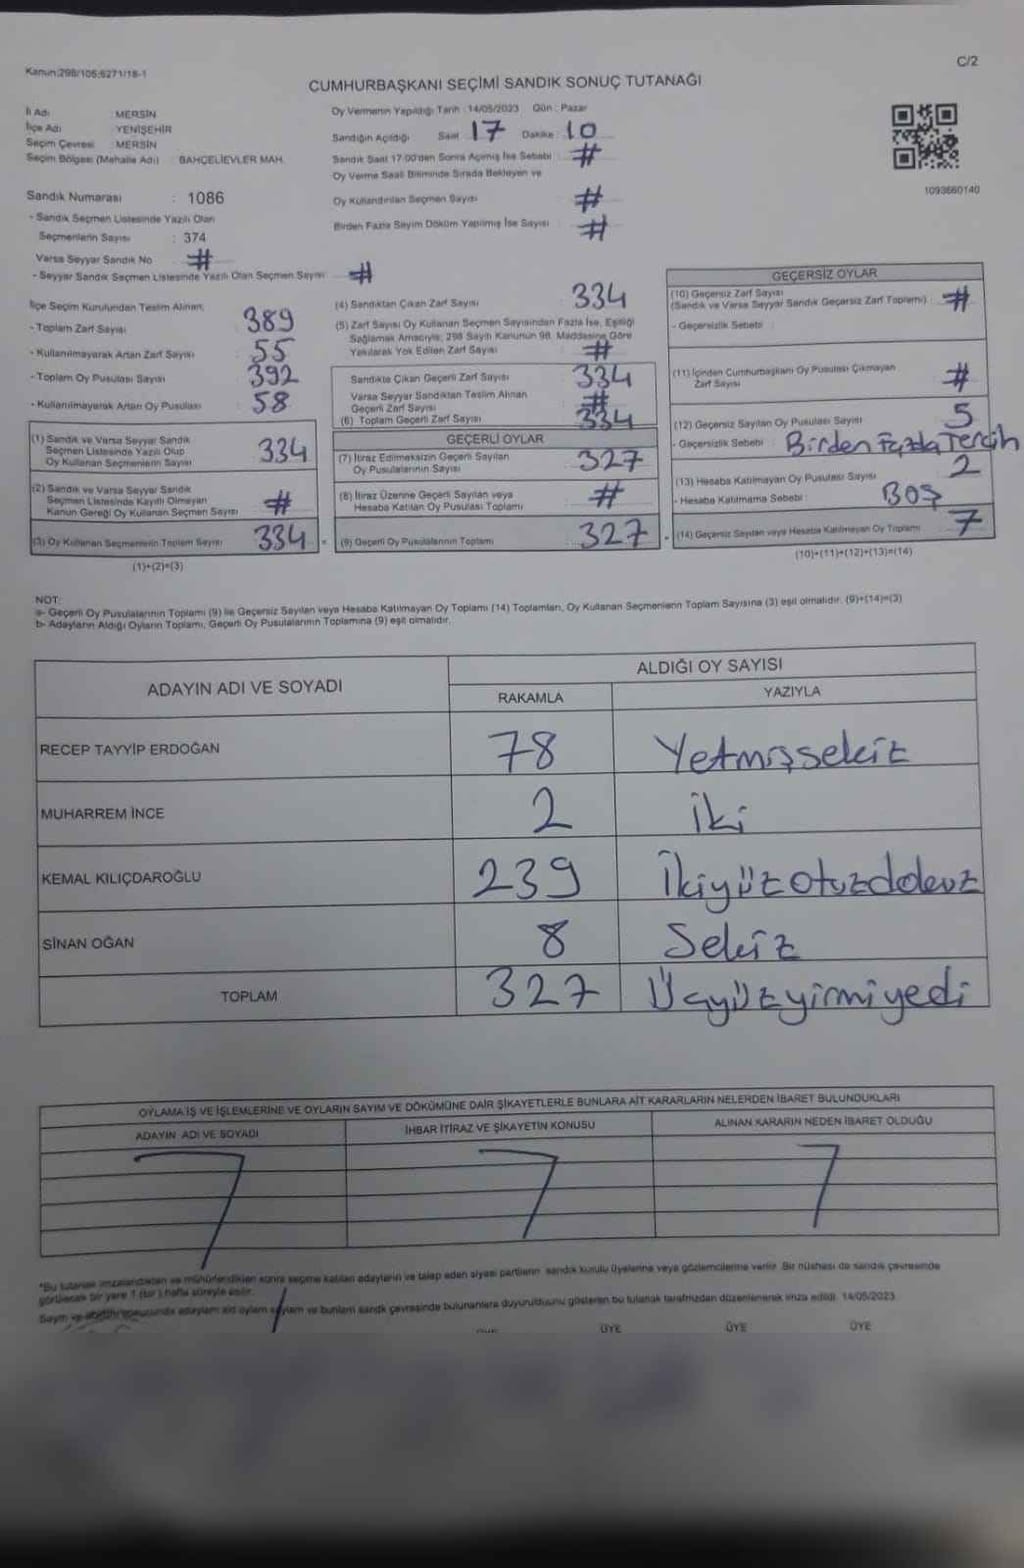 Kanun:298/105;6271/18-1
C/2
CUMHURBAŞKANI SEÇİMİ SANDIK SONUÇ TUTANAĞI
İl Adı : MERSİN
İlçe Adı : YENİŞEHİR
Seçim Çevresi : MERSİN
Seçim Bölgesi (Mahalle Adı) : BAHÇELİEVLER MAH.
Sandık Numarası : 1086
- Sandık Seçmen Listesinde Yazılı Olan
Seçmenlerin Sayısı : 374
Varsa Seyyar Sandık No #
- Seyyar Sandık Seçmen Listesinde Yazılı Olan Seçmen Sayısı #
Oy Vermenin Yapıldığı Tarih : 14/05/2023 Gün : Pazar
Sandığın Açıldığı Saat : 17 Dakika : 10
Sandık Saat 17:00'den Sonra Açılmış İse Sebebi : #
Oy Verme Saati Bitiminde Sırada Bekleyen ve
Oy Kullandırılan Seçmen Sayısı #
Birden Fazla Sayım Döküm Yapılmış İse Sayısı #
1093660140
İlçe Seçim Kurulundan Teslim Alınan;
- Toplam Zarf Sayısı 389
- Kullanılmayarak Artan Zarf Sayısı 55
- Toplam Oy Pusulası Sayısı 392
- Kullanılmayarak Artan Oy Pusulası 58
(1) Sandık ve Varsa Seyyar Sandık
Seçmen Listesinde Yazılı Olup
Oy Kullanan Seçmenlerin Sayısı 334
(2) Sandık ve Varsa Seyyar Sandık
Seçmen Listesinde Kayıtlı Olmayan
Kanun Gereği Oy Kullanan Seçmen Sayısı #
(3) Oy Kullanan Seçmenlerin Toplam Sayısı 334
(1)+(2)=(3)
(4) Sandıktan Çıkan Zarf Sayısı 334
(5) Zarf Sayısı Oy Kullanan Seçmen Sayısından Fazla İse, Eşitliği
Sağlamak Amacıyla; 298 Sayılı Kanunun 98. Maddesine Göre
Yakılarak Yok Edilen Zarf Sayısı #
Sandıkta Çıkan Geçerli Zarf Sayısı 334
Varsa Seyyar Sandıktan Teslim Alınan
Geçerli Zarf Sayısı #
(6) Toplam Geçerli Zarf Sayısı 334
GEÇERLİ OYLAR
(7) İtiraz Edilmeksizin Geçerli Sayılan
Oy Pusulalarının Sayısı 327
(8) İtiraz Üzerine Geçerli Sayılan veya
Hesaba Katılan Oy Pusulası Toplamı #
(9) Geçerli Oy Pusulalarının Toplamı 327
GEÇERSİZ OYLAR
(10) Geçersiz Zarf Sayısı
(Sandık ve Varsa Seyyar Sandık Geçersiz Zarf Toplamı) : #
- Geçersizlik Sebebi :
(11) İçinden Cumhurbaşkanı Oy Pusulası Çıkmayan
Zarf Sayısı #
(12) Geçersiz Sayılan Oy Pusulası Sayısı 5
- Geçersizlik Sebebi : Birden Fazla Tercih
(13) Hesaba Katılmayan Oy Pusulası Sayısı 2
- Hesaba Katılmama Sebebi : BOŞ
(14) Geçersiz Sayılan veya Hesaba Katılmayan Oy Toplamı 7
(10)+(11)+(12)+(13)=(14)
NOT:
a- Geçerli Oy Pusulalarının Toplamı (9) ile Geçersiz Sayılan veya Hesaba Katılmayan Oy Toplamı (14) Toplamları, Oy Kullanan Seçmenlerin Toplam Sayısına (3) eşit olmalıdır. (9)+(14)=(3)
b- Adayların Aldığı Oyların Toplamı, Geçerli Oy Pusulalarının Toplamına (9) eşit olmalıdır.
ADAYIN ADI VE SOYADI
ALDIĞI OY SAYISI
RAKAMLA YAZIYLA
RECEP TAYYİP ERDOĞAN 78 Yetmişsekiz
MUHARREM İNCE 2 İki
KEMAL KILIÇDAROĞLU 239 İkiyüzotuzddokuz
SİNAN OĞAN 8 Sekiz
TOPLAM 327 Üçyüzyirmiyedi
OYLAMA İŞ VE İŞLEMLERİNE VE OYLARIN SAYIM VE DÖKÜMÜNE DAİR ŞİKAYETLERLE BUNLARA AİT KARARLARIN NELERDEN İBARET BULUNDUKLARI
ADAYIN ADI VE SOYADI İHBAR İTİRAZ VE ŞİKAYETİN KONUSU ALINAN KARARIN NEDEN İBARET OLDUĞU
*Bu tutanak imzalandıktan ve mühürlendikten sonra seçime katılan adayların ve talep eden siyasi partilerin sandık kurulu üyelerine veya gözlemcilerine verilir. Bir nüshası de sandık çevresinde
görülecek bir yere 1 (bir) hafta süreyle asılır.
Sayım ve adayların aldı oyların ve bunların sandık çevresinde bulunanlara duyurulduğunu gösteren bu tutanak tarafımızdan düzenlenerek imza edildi. 14/05/2023
ÜYE ÜYE ÜYE